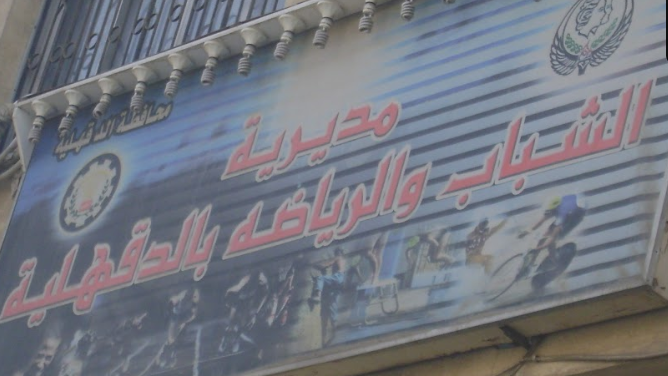 محافظة الدقهلية
مديرية
الشباب والرياضه بالدقهلية